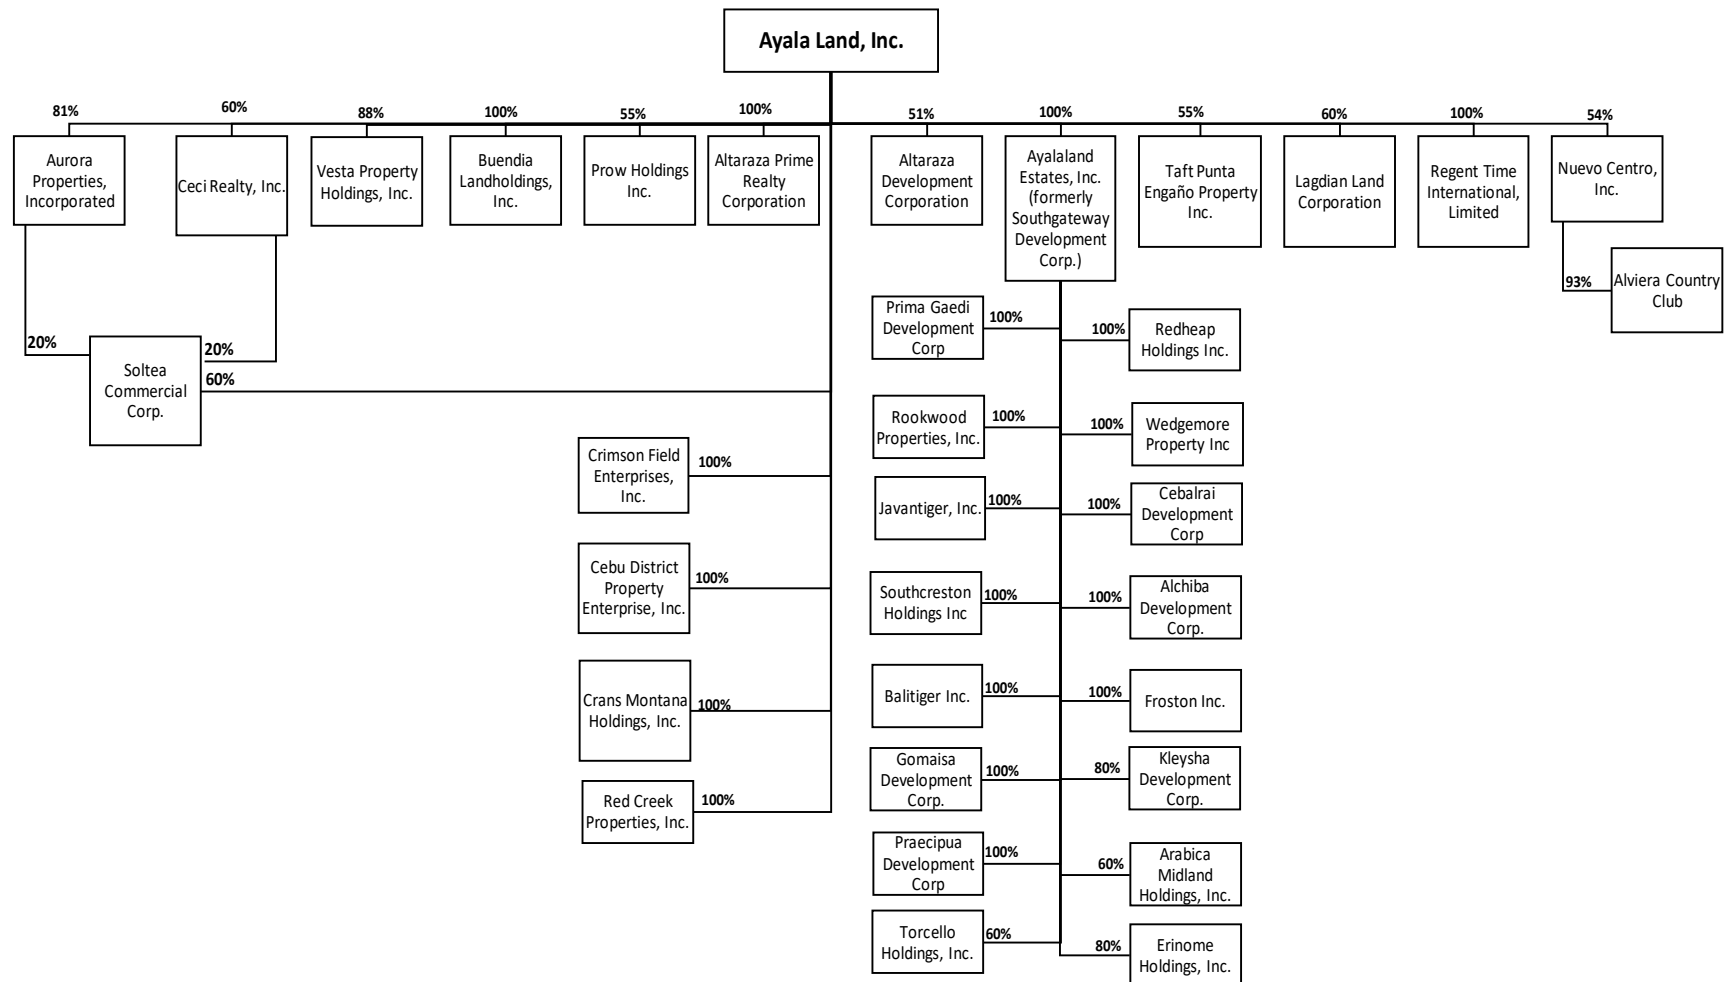 Ayala Land, Inc.
81%
60%
88%
100%
55%
100%
51%
100%
55%
60%
100%
54%
Aurora
Properties,
Incorporated
Ceci Realty, Inc.
Vesta Property
Holdings, Inc.
Buendia
Landholdings,
Inc.
Prow Holdings
Inc.
Altaraza Prime
Realty
Corporation
Altaraza
Development
Corporation
Ayalaland
Estates, Inc.
(formerly
Southgateway
Development
Corp.)
Taft Punta
Engaño Property
Inc.
Lagdian Land
Corporation
Regent Time
International,
Limited
Nuevo Centro,
Inc.
93%
Alviera Country
Club
20%
Soltea
Commercial
Corp.
20%
60%
Crimson Field
Enterprises,
Inc.
100%
Cebu District
Property
Enterprise, Inc.
100%
Crans Montana
Holdings, Inc.
100%
Red Creek
Properties, Inc.
100%
Prima Gaedi
Development
Corp
100%
100%
Redheap
Holdings Inc.
Rookwood
Properties, Inc.
100%
100%
Wedgemore
Property Inc
Javantiger, Inc.
100%
100%
Cebalrai
Development
Corp
Southcreston
Holdings Inc
100%
100%
Alchiba
Development
Corp.
Balitiger Inc.
100%
100%
Froston Inc.
Gomaisa
Development
Corp.
100%
80%
Kleysha
Development
Corp.
Praecipua
Development
Corp
100%
60%
Arabica
Midland
Holdings, Inc.
Torcello
Holdings, Inc.
60%
80%
Erinome
Holdings, Inc.